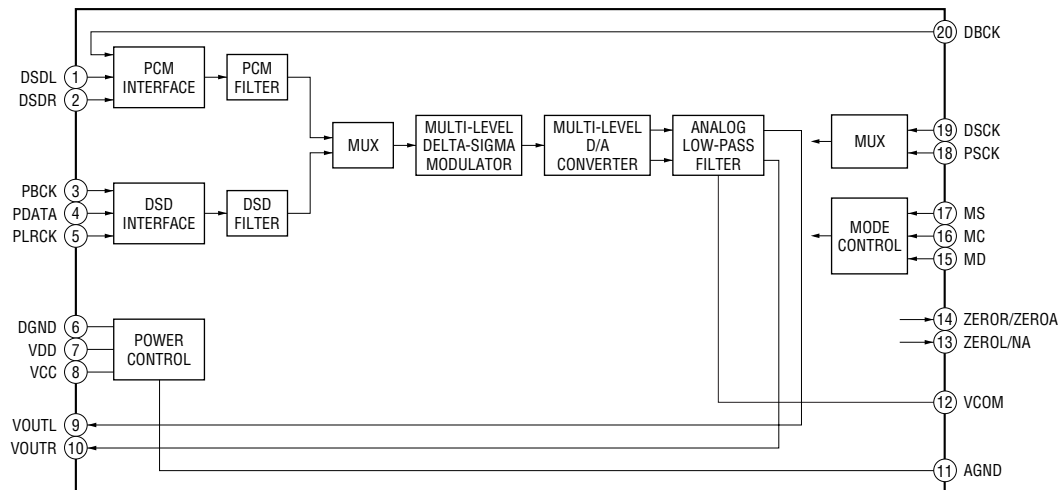 20 DBCK
DSDL 1
DSDR 2
PCM
INTERFACE
PCM
FILTER
MUX
MULTI-LEVEL
DELTA-SIGMA
MODULATOR
MULTI-LEVEL
D/A
CONVERTER
ANALOG
LOW-PASS
FILTER
MUX
19 DSCK
18 PSCK
PBCK 3
PDATA 4
PLRCK 5
DSD
INTERFACE
DSD
FILTER
MODE
CONTROL
17 MS
16 MC
15 MD
DGND 6
VDD 7
VCC 8
POWER
CONTROL
14 ZEROR/ZEROA
13 ZEROL/NA
12 VCOM
VOUTL 9
VOUTR 10
11 AGND